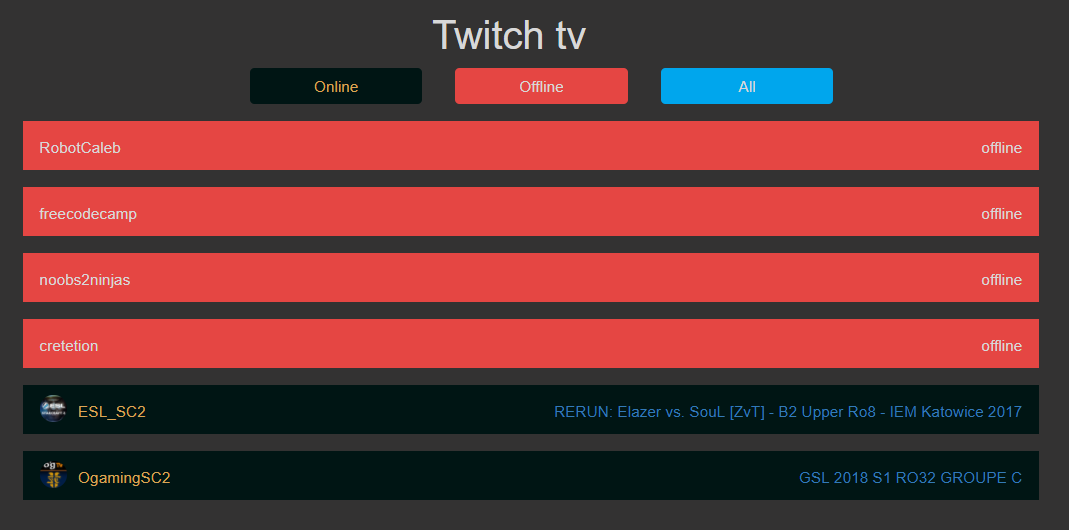 Twitch tv
Online Offline All
RobotCaleb offline
freecodecamp offline
noobs2ninjas offline
cretetion offline
ESL_SC2 RERUN: Elazer vs. SouL [ZvT] - B2 Upper Ro8 - IEM Katowice 2017
OgamingSC2 GSL 2018 S1 RO32 GROUPE C